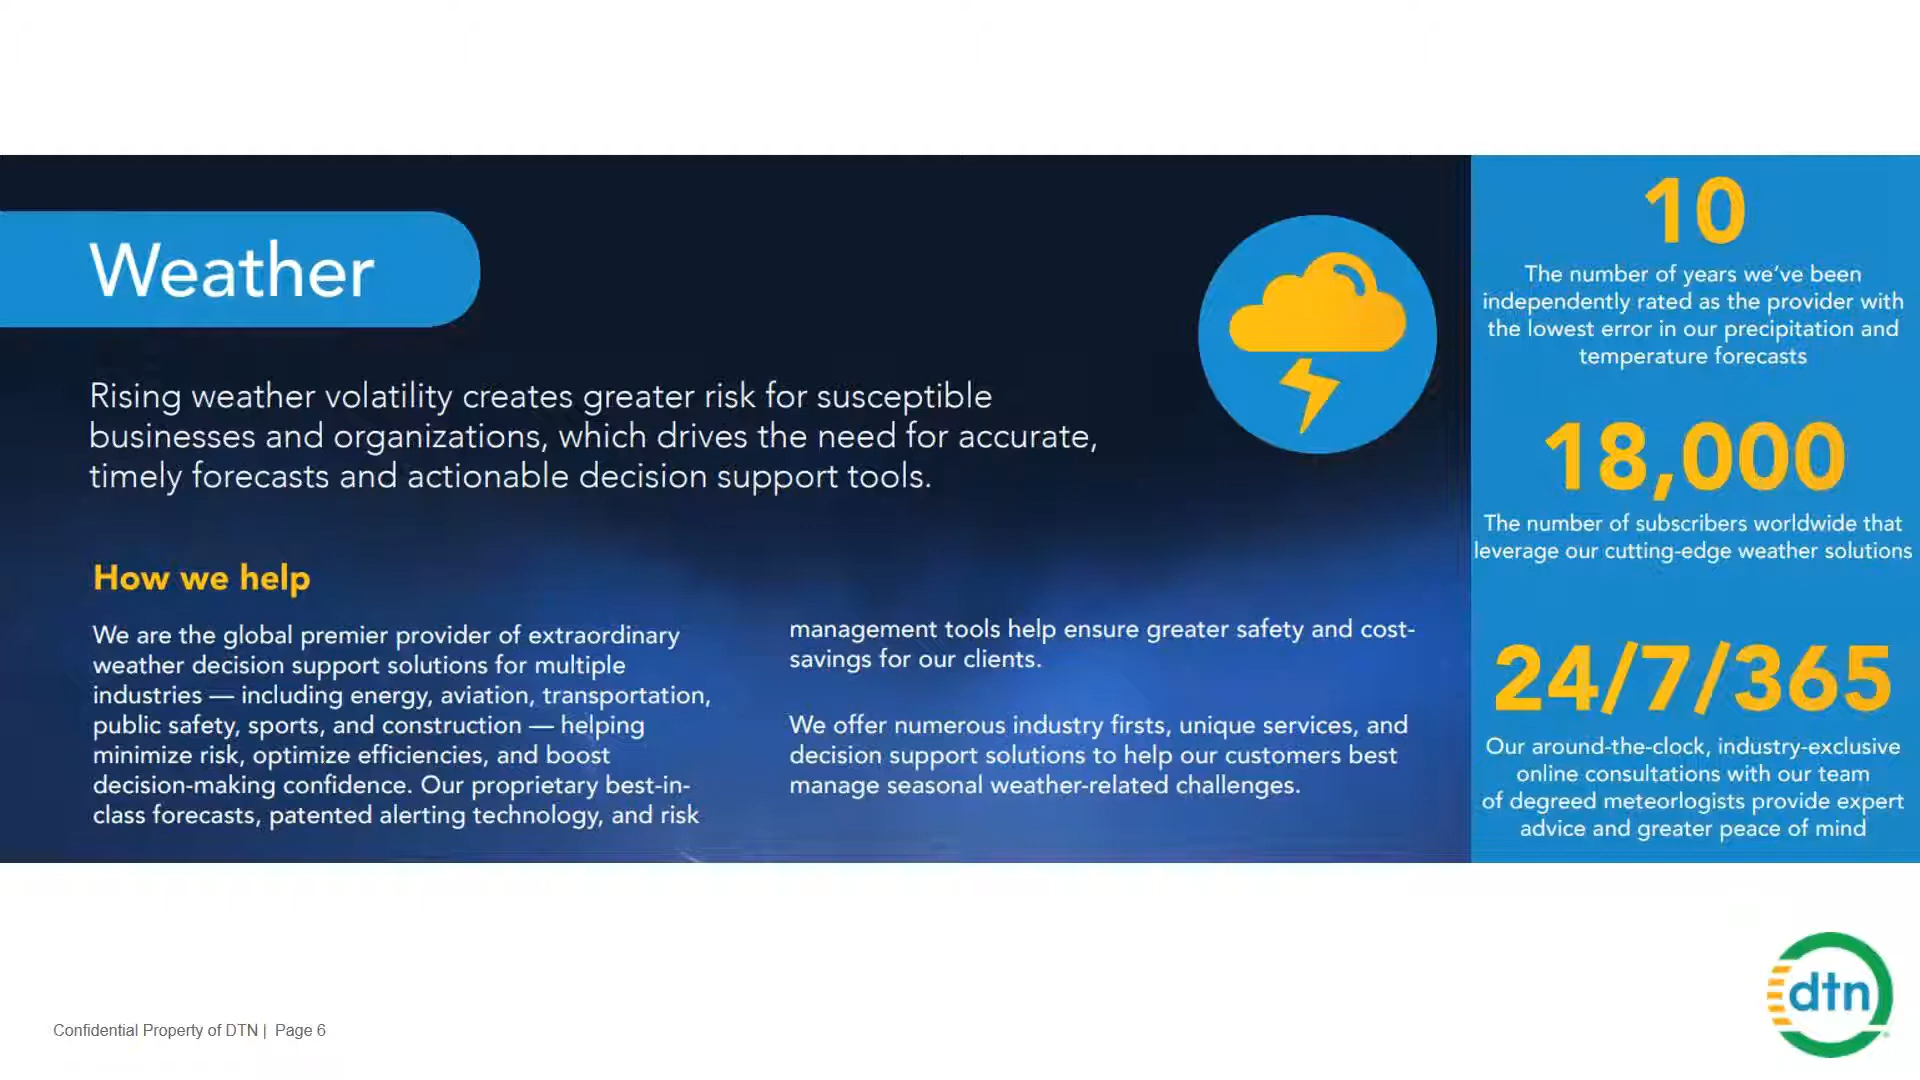 Weather
Rising weather volatility creates greater risk for susceptible
businesses and organizations, which drives the need for accurate,
timely forecasts and actionable decision support tools.
How we help
We are the global premier provider of extraordinary
weather decision support solutions for multiple
industries — including energy, aviation, transportation,
public safety, sports, and construction — helping
minimize risk, optimize efficiencies, and boost
decision-making confidence. Our proprietary best-in-
class forecasts, patented alerting technology, and risk
management tools help ensure greater safety and cost-
savings for our clients.
We offer numerous industry firsts, unique services, and
decision support solutions to help our customers best
manage seasonal weather-related challenges.
10
The number of years we’ve been
independently rated as the provider with
the lowest error in our precipitation and
temperature forecasts
18,000
The number of subscribers worldwide that
leverage our cutting-edge weather solutions
24/7/365
Our around-the-clock, industry-exclusive
online consultations with our team
of degreed meteorlogists provide expert
advice and greater peace of mind
Confidential Property of DTN | Page 6
dtn